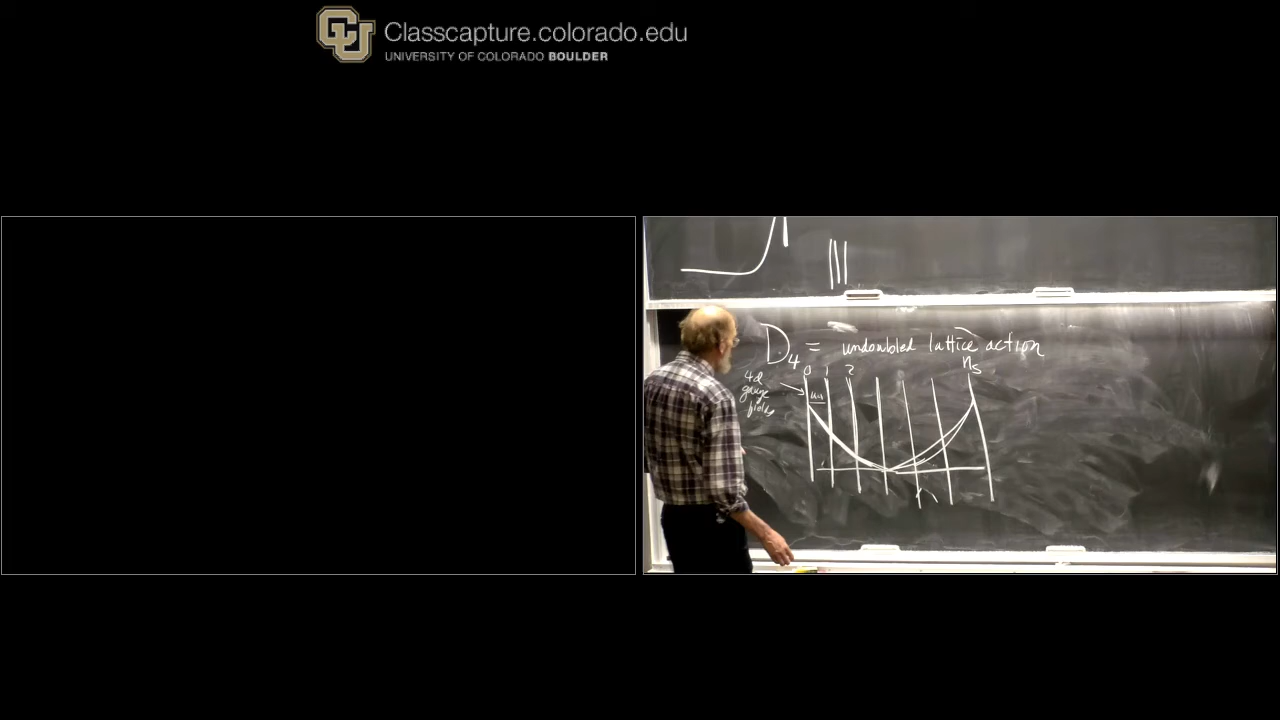 Classcapture.colorado.edu
UNIVERSITY OF COLORADO BOULDER
D4 = undoubled lattice action
0 1 2 ns
4d
gauge
fields